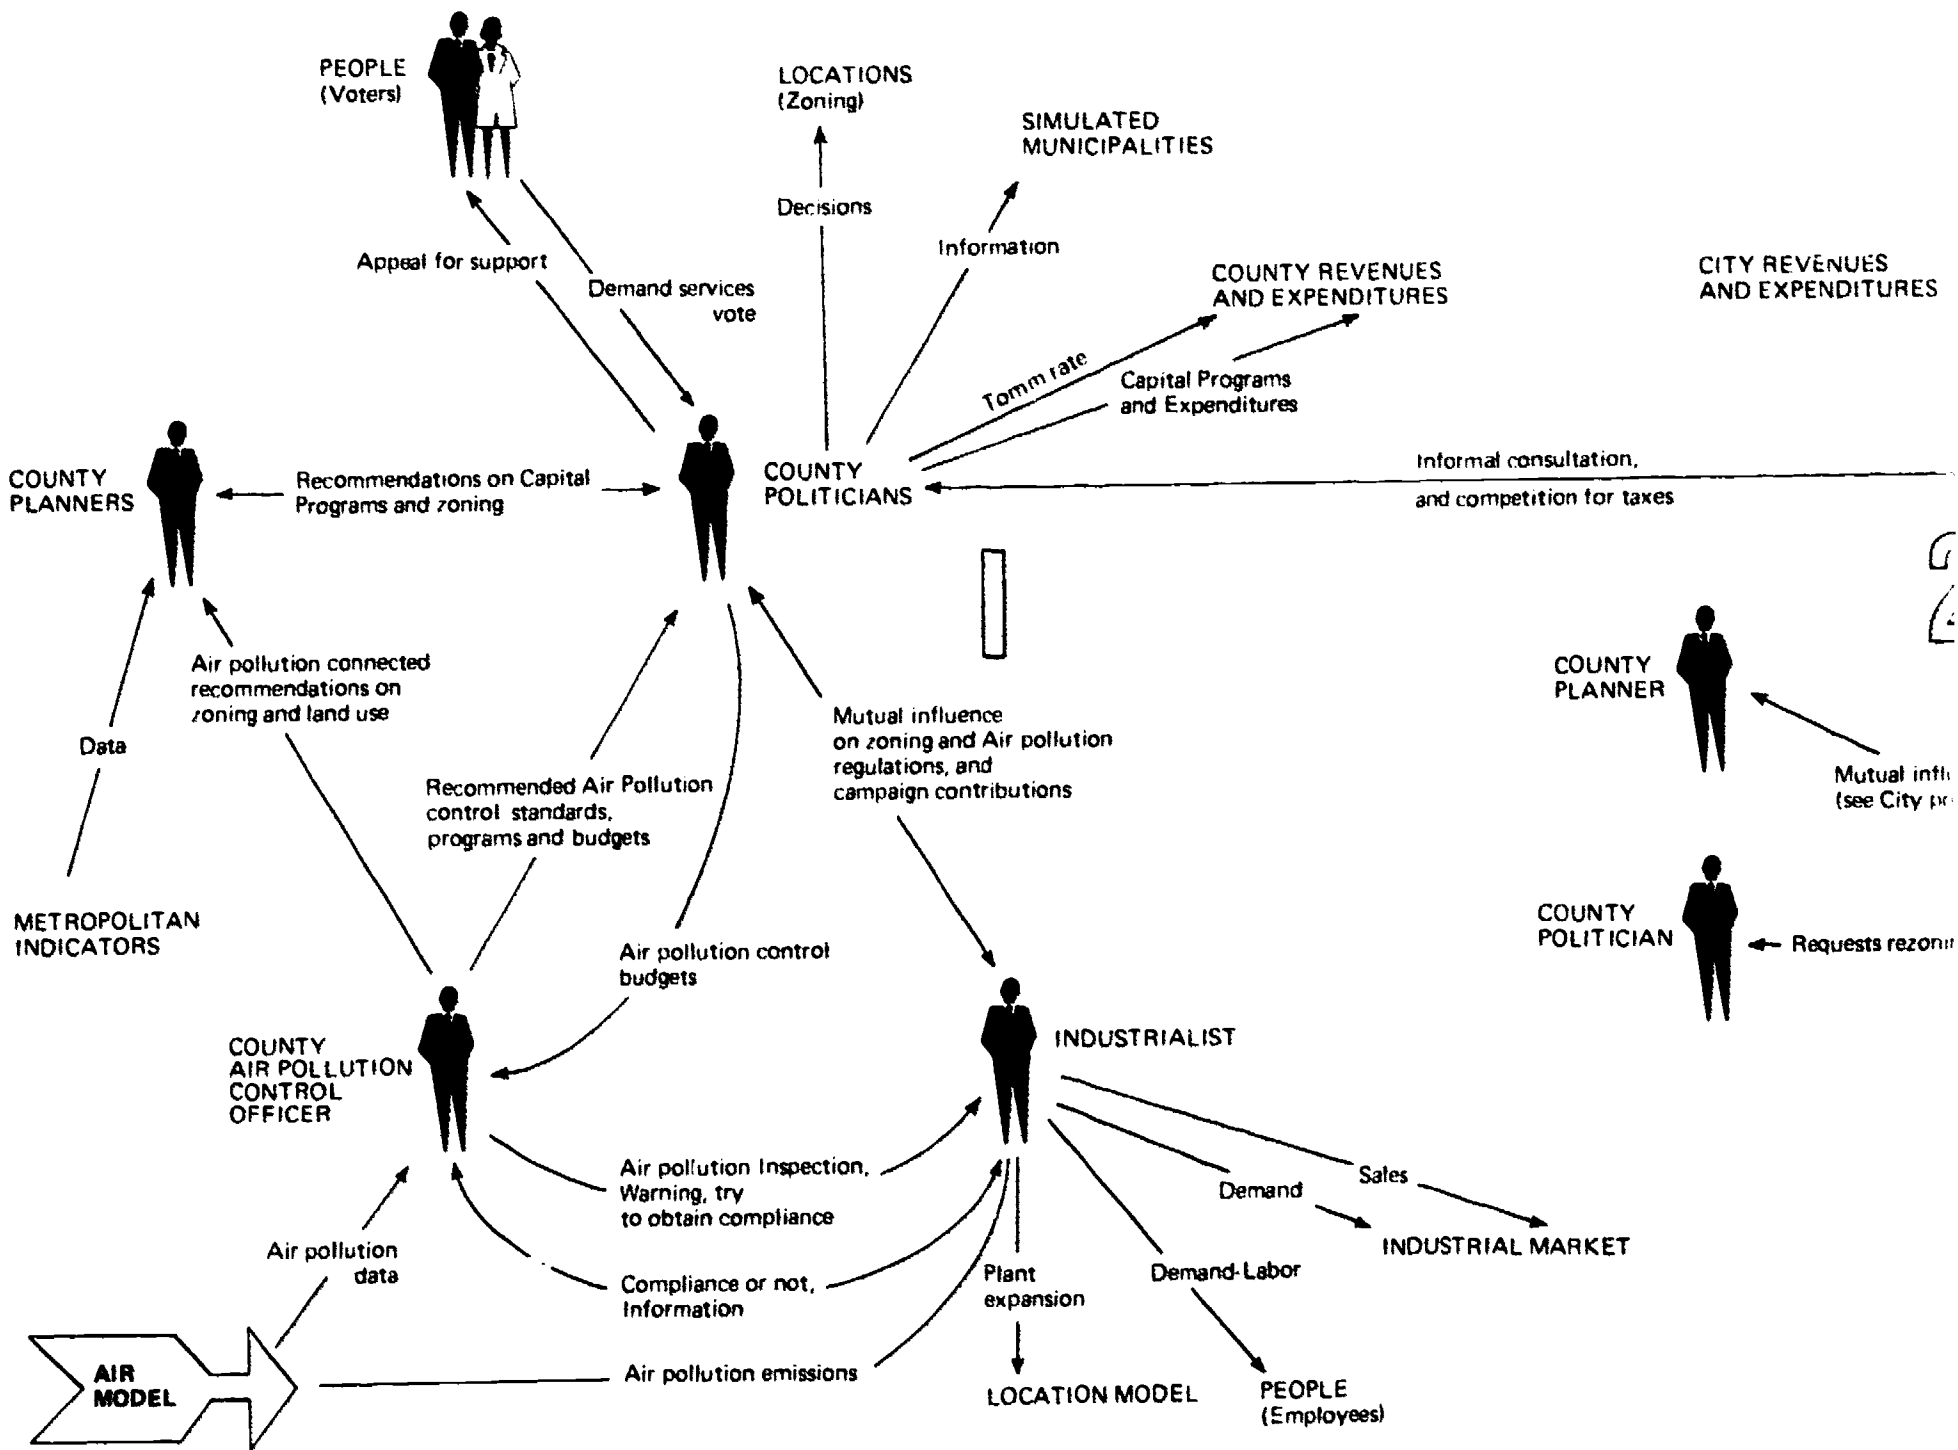 PEOPLE
(Voters)
LOCATIONS
(Zoning)
SIMULATED
MUNICIPALITIES
Decisions
Information
Appeal for support
Demand services
vote
COUNTY REVENUES
AND EXPENDITURES
CITY REVENUES
AND EXPENDITURES
Tomm rate
Capital Programs
and Expenditures
COUNTY
PLANNERS
Recommendations on Capital
Programs and zoning
COUNTY
POLITICIANS
Informal consultation,
and competition for taxes
2
Air pollution connected
recommendations on
zoning and land use
Data
COUNTY
PLANNER
Mutual influence
on zoning and Air pollution
regulations, and
campaign contributions
Recommended Air Pollution
control standards,
programs and budgets
Mutual
(see City
METROPOLITAN
INDICATORS
Air pollution control
budgets
COUNTY
POLITICIAN
Requests
COUNTY
AIR POLLUTION
CONTROL
OFFICER
INDUSTRIALIST
Air pollution Inspection,
Warning, try
to obtain compliance
Sales
Demand
INDUSTRIAL MARKET
Air pollution
data
Compliance or not,
Information
Plant
expansion
Demand-Labor
AIR
MODEL
Air pollution emissions
LOCATION MODEL
PEOPLE
(Employees)